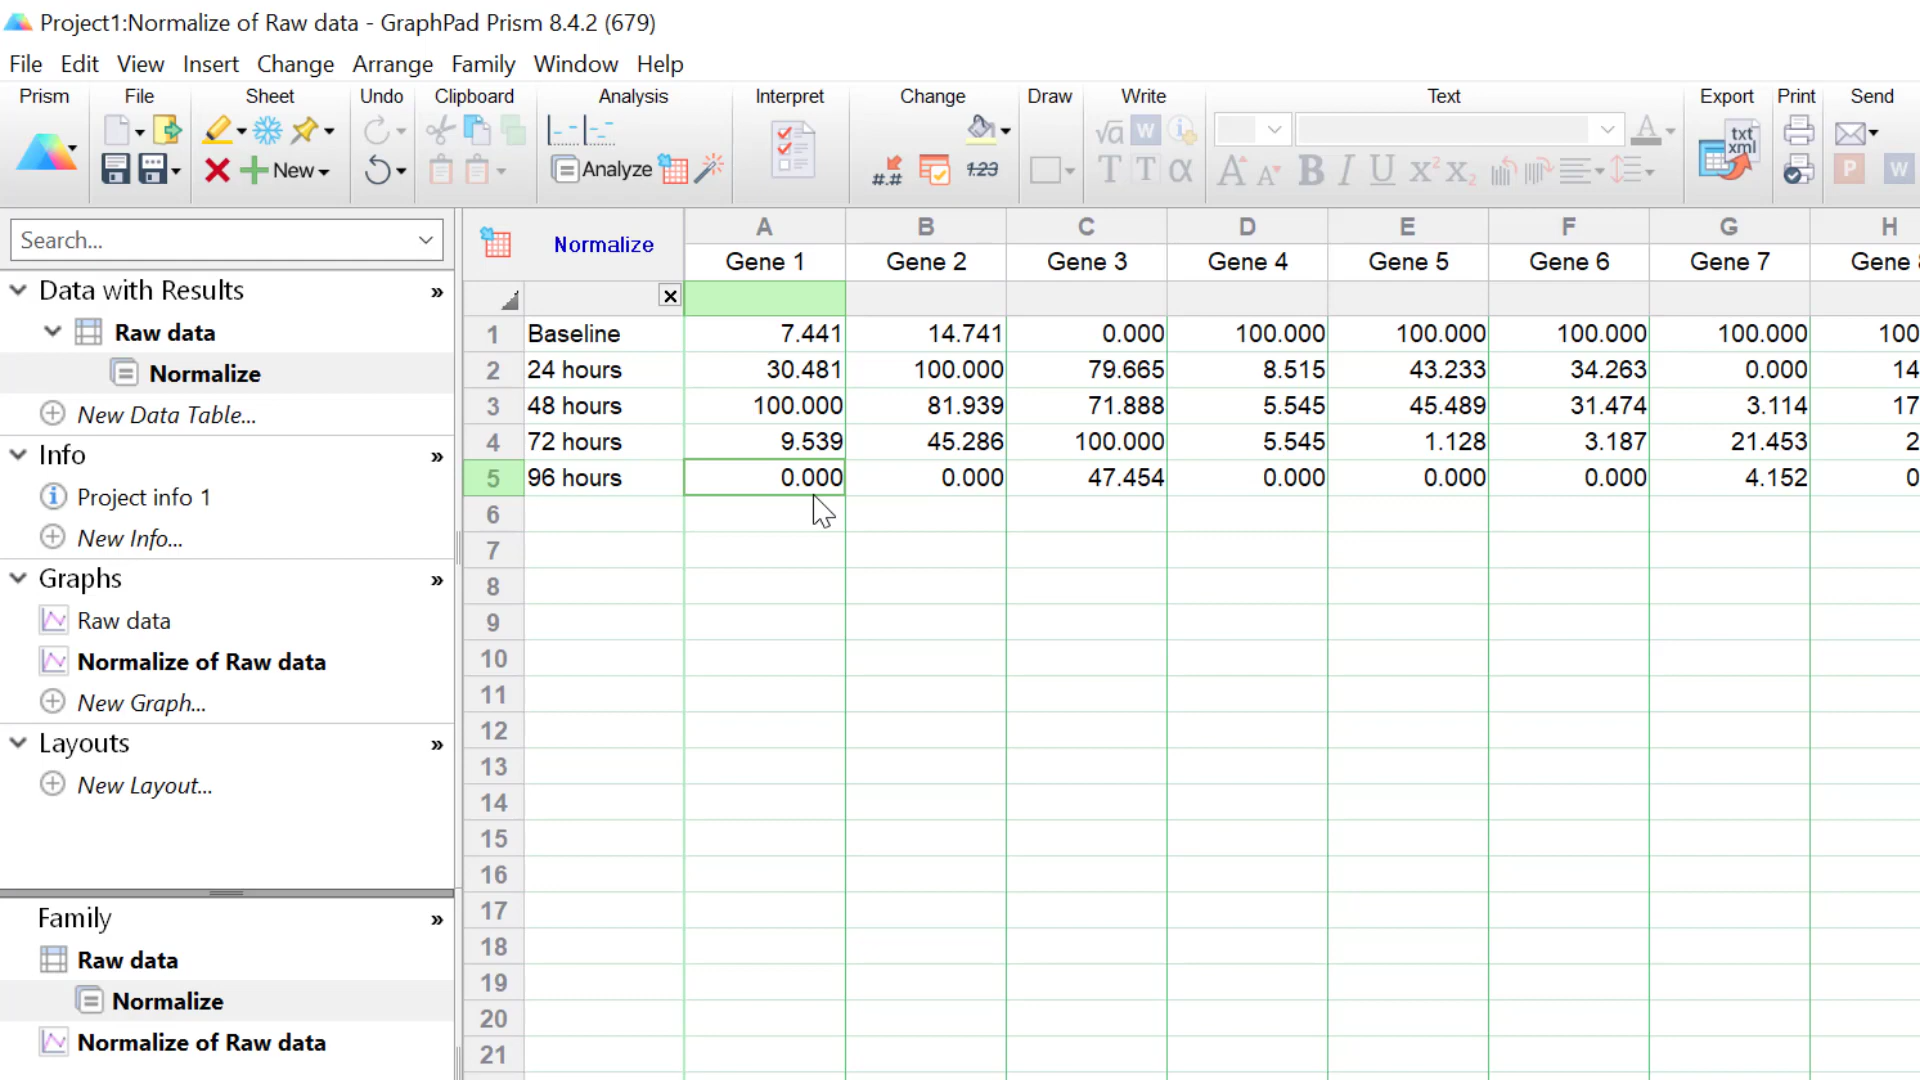 Project1:Normalize of Raw data - GraphPad Prism 8.4.2 (679)
File Edit View Insert Change Arrange Family Window Help
Prism File Sheet Undo Clipboard Analysis Interpret Change Draw Write Text Export Print Send
New Analyze #.# 123 √α W T T α A A B I U X² X₂ A txt xml P W
Search... Normalize A B C D E F G H
Gene 1 Gene 2 Gene 3 Gene 4 Gene 5 Gene 6 Gene 7 Gene
Data with Results
Raw data
Normalize
New Data Table...
Info
Project info 1
New Info...
Graphs
Raw data
Normalize of Raw data
New Graph...
Layouts
New Layout...
Family
Raw data
Normalize
Normalize of Raw data
1 Baseline 7.441 14.741 0.000 100.000 100.000 100.000 100.000 100
2 24 hours 30.481 100.000 79.665 8.515 43.233 34.263 0.000 14
3 48 hours 100.000 81.939 71.888 5.545 45.489 31.474 3.114 17
4 72 hours 9.539 45.286 100.000 5.545 1.128 3.187 21.453 2
5 96 hours 0.000 0.000 47.454 0.000 0.000 0.000 4.152 0
6
7
8
9
10
11
12
13
14
15
16
17
18
19
20
21